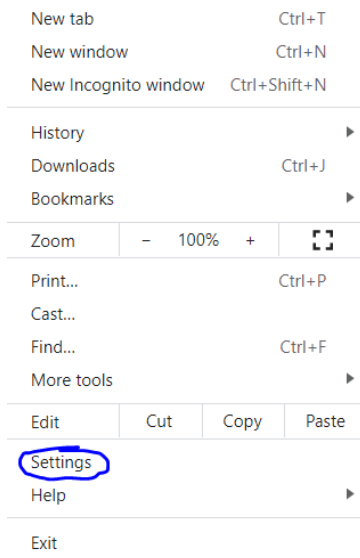 New tab Ctrl+T
New window Ctrl+N
New Incognito window Ctrl+Shift+N
History
Downloads Ctrl+J
Bookmarks
Zoom - 100% +
Print... Ctrl+P
Cast...
Find... Ctrl+F
More tools
Edit Cut Copy Paste
Settings
Help
Exit